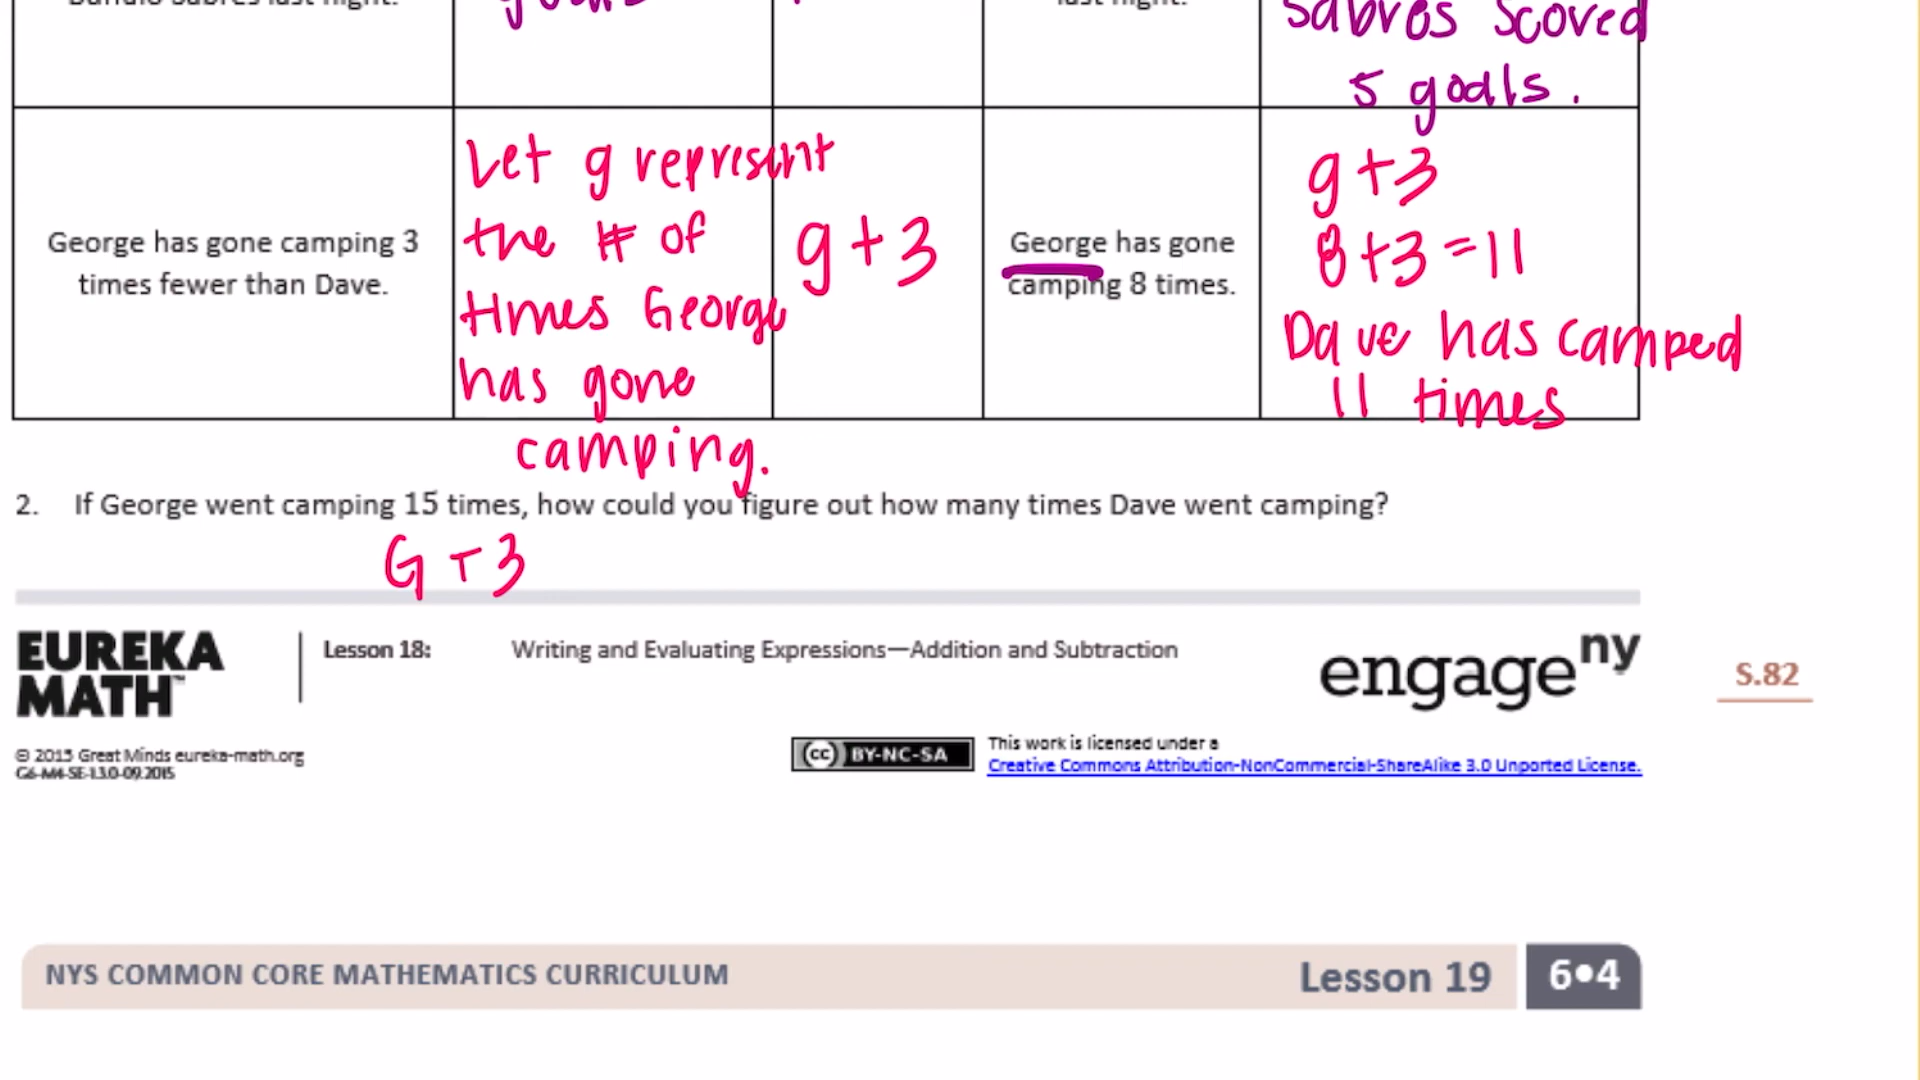 goals
Sabres scored
5 goals.
George has gone camping 3
times fewer than Dave.
Let g represent
the # of
times George
has gone
camping.
g+3
George has gone
camping 8 times.
g+3
8+3=11
Dave has camped
11 times
2. If George went camping 15 times, how could you figure out how many times Dave went camping?
G + 3
EUREKA
MATH™
Lesson 18: Writing and Evaluating Expressions—Addition and Subtraction
engageny
S.82
© 2015 Great Minds eureka-math.org
G6-M4-SE-1.3.0-09.2015
cc BY-NC-SA
This work is licensed under a
Creative Commons Attribution-NonCommercial-ShareAlike 3.0 Unported License.
NYS COMMON CORE MATHEMATICS CURRICULUM
Lesson 19
6•4